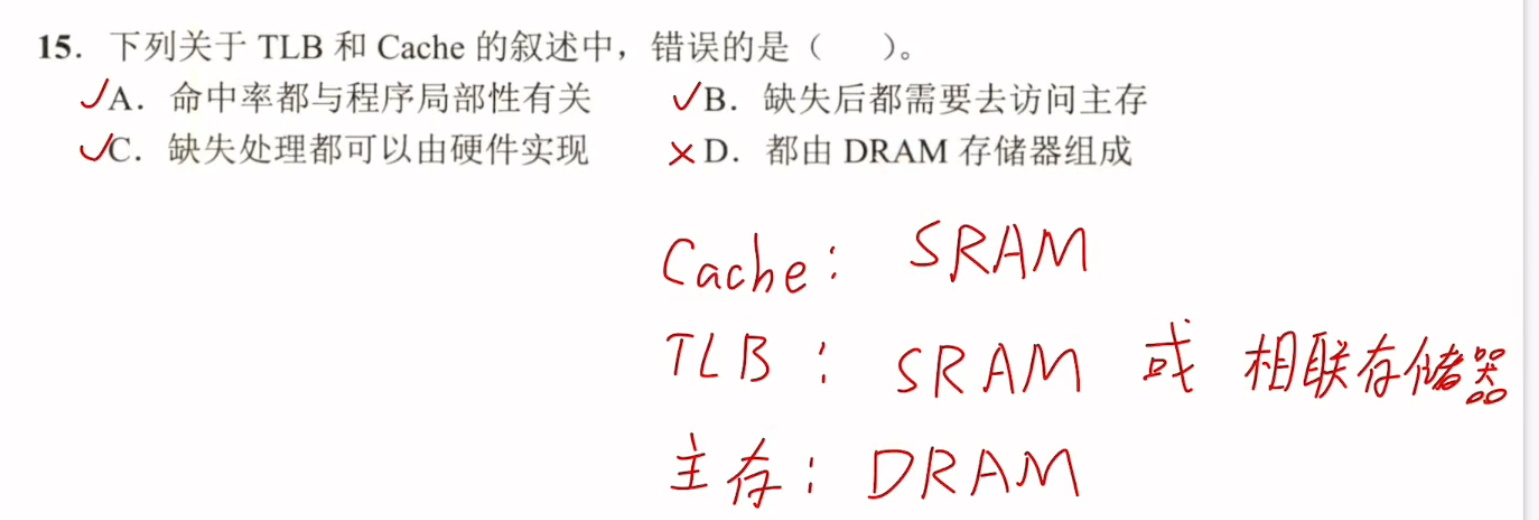 15. 下列关于 TLB 和 Cache 的叙述中，错误的是（ ）。
✓A. 命中率都与程序局部性有关 ✓B. 缺失后都需要去访问主存
✓C. 缺失处理都可以由硬件实现 ×D. 都由 DRAM 存储器组成
Cache: SRAM
TLB: SRAM 或 相联存储器
主存: DRAM